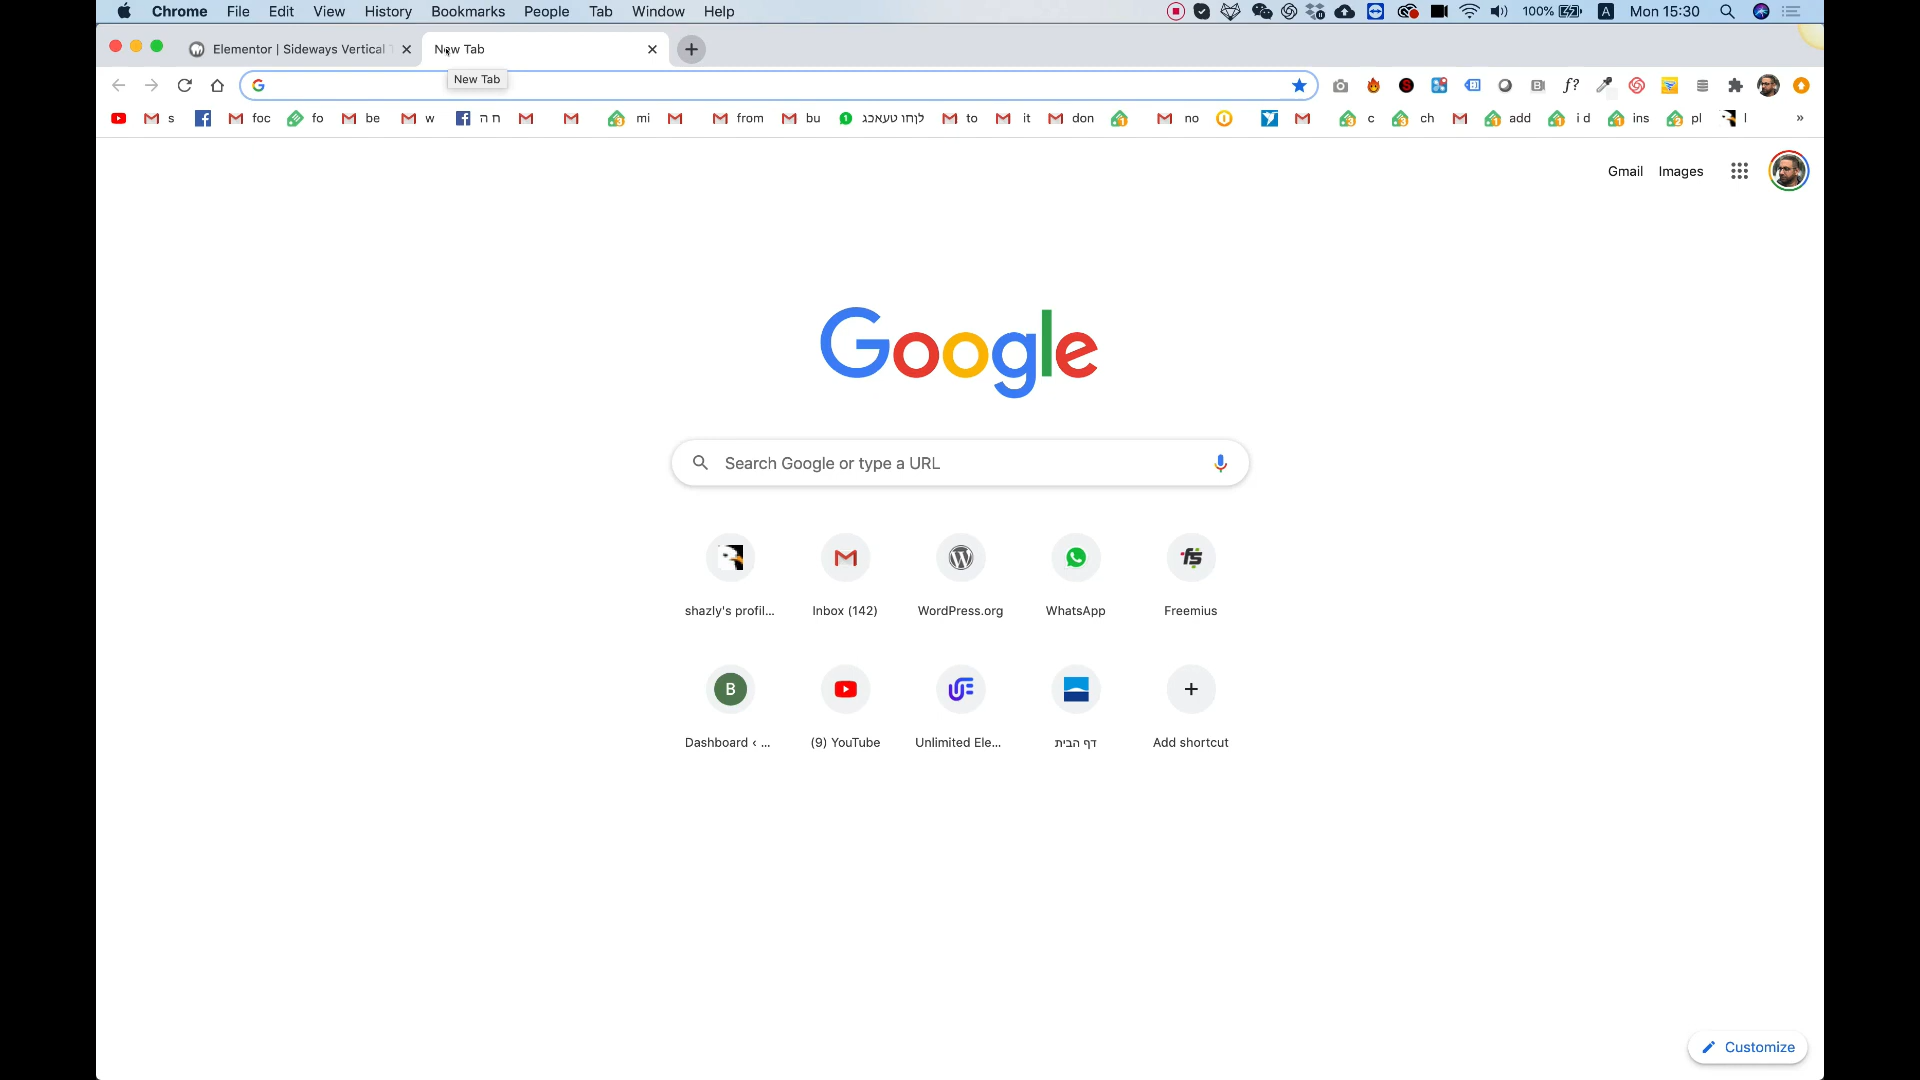 Chrome File Edit View History Bookmarks People Tab Window Help 100% A Mon 15:30
Elementor | Sideways Vertical
New Tab
New Tab
s foc fo be w ח ה mi from bu לןחו טעאכג to it don no c ch add i d ins pl l »
Gmail Images
Google
Search Google or type a URL
shazly's profil... Inbox (142) WordPress.org WhatsApp Freemius
B
Dashboard ‹ ... (9) YouTube Unlimited Ele... דף הבית Add shortcut
Customize